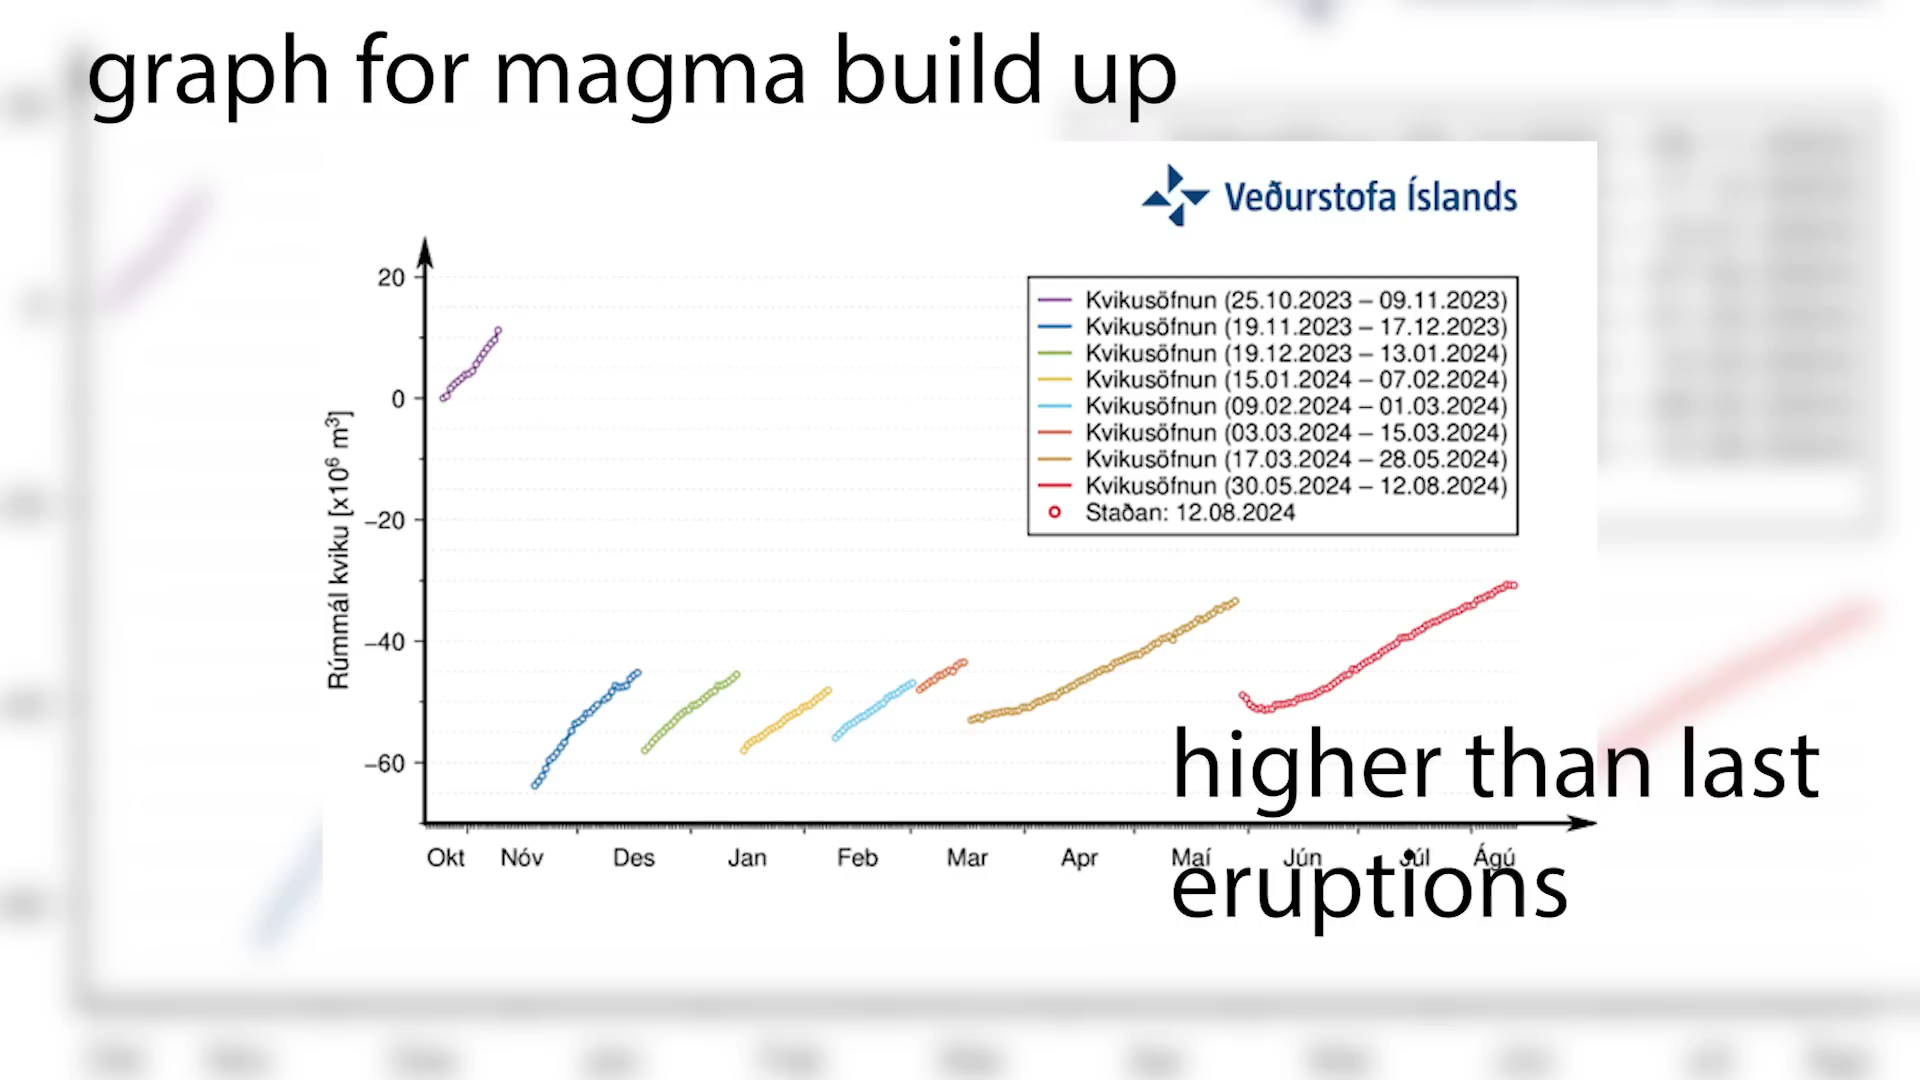 graph for magma build up
Veðurstofa Íslands
20
0
−20
−40
−60
Rúmmál kviku [x10⁶ m³]
Kvikusöfnun (25.10.2023 – 09.11.2023)
Kvikusöfnun (19.11.2023 – 17.12.2023)
Kvikusöfnun (19.12.2023 – 13.01.2024)
Kvikusöfnun (15.01.2024 – 07.02.2024)
Kvikusöfnun (09.02.2024 – 01.03.2024)
Kvikusöfnun (03.03.2024 – 15.03.2024)
Kvikusöfnun (17.03.2024 – 28.05.2024)
Kvikusöfnun (30.05.2024 – 12.08.2024)
Staðan: 12.08.2024
Okt Nóv Des Jan Feb Mar Apr Maí Jún Júl Ágú
higher than last
eruptions